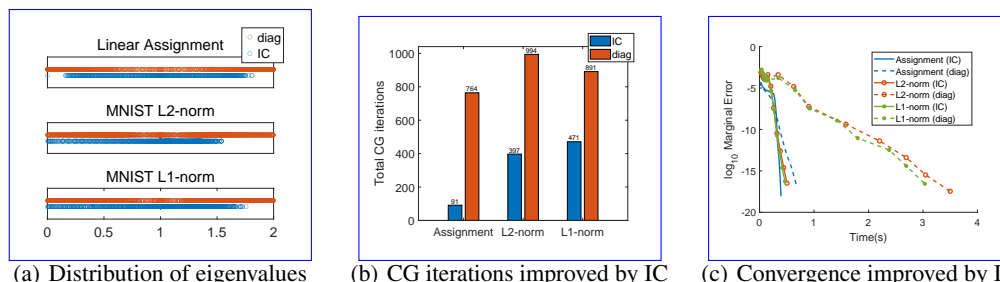 Linear Assignment
diag
IC
MNIST L2-norm
MNIST L1-norm
0 0.5 1 1.5 2
(a) Distribution of eigenvalues
Total CG iterations
1000
800
600
400
200
0
IC
diag
91
764
397
994
471
891
Assignment L2-norm L1-norm
(b) CG iterations improved by IC
log10 Marginal Error
0
-5
-10
-15
-20
Assignment (IC)
Assignment (diag)
L2-norm (IC)
L2-norm (diag)
L1-norm (IC)
L1-norm (diag)
0 1 2 3 4
Time(s)
(c) Convergence improved by